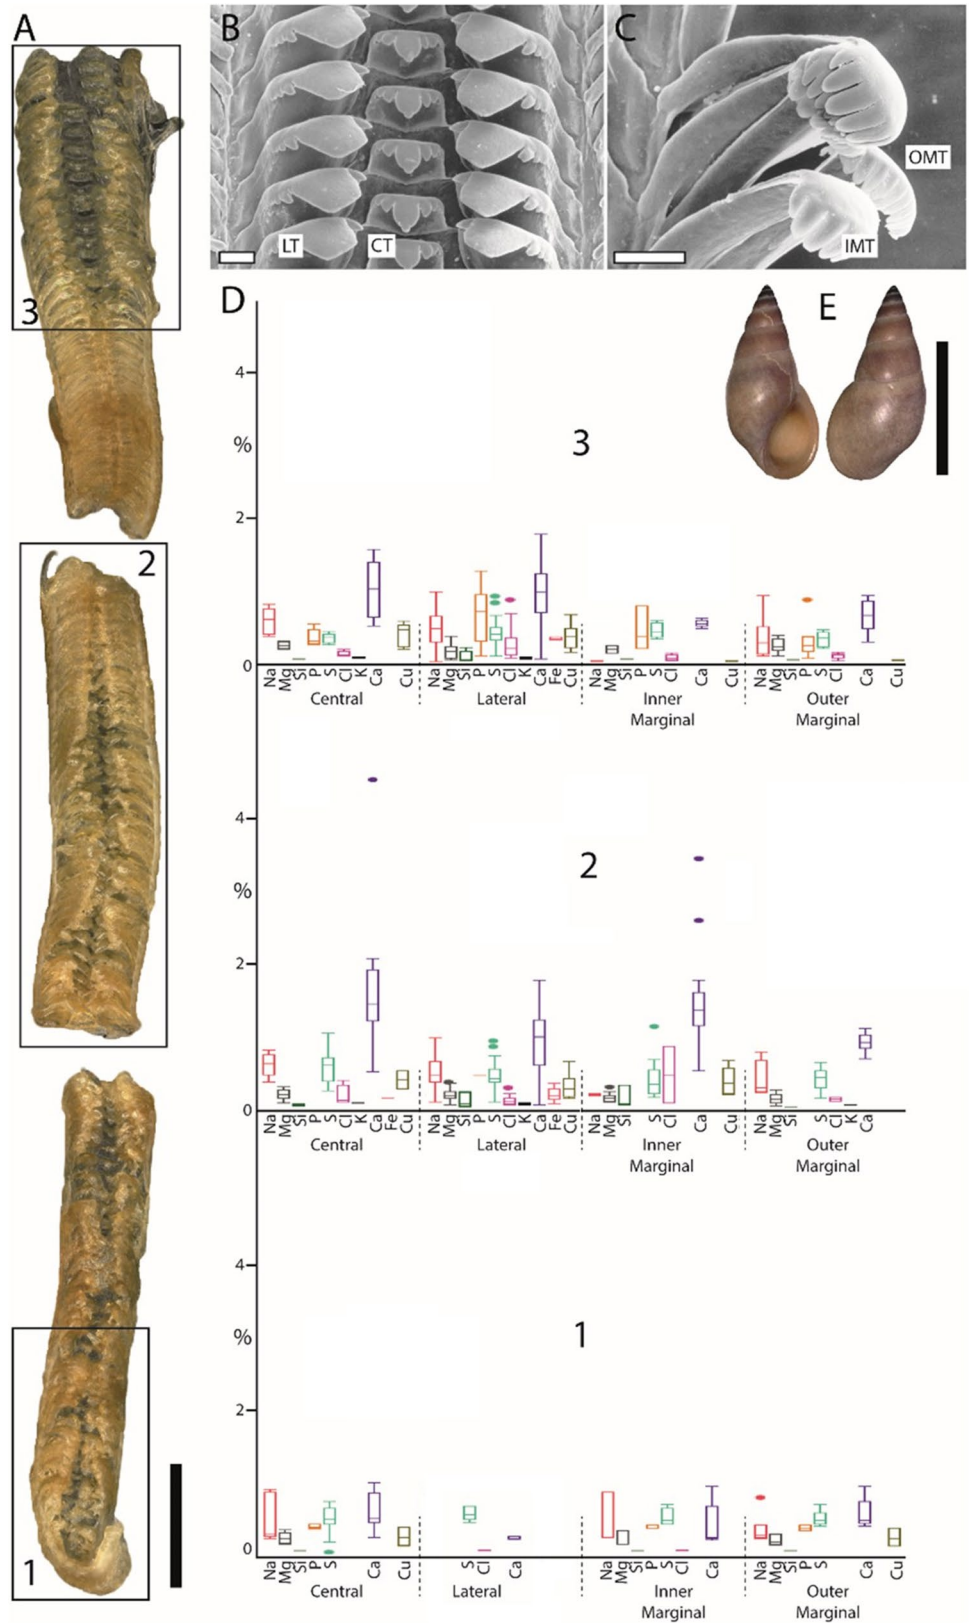 A
B
C
OMT
LT
CT
IMT
3
D
E
4
%
3
2
0
Na Mg Si P S Cl K Ca Cu
Na Mg Si P S Cl K Ca Fe Cu
Na Mg Si P S Cl Ca Cu
Na Mg Si P S Cl Ca Cu
Central
Lateral
Inner
Marginal
Outer
Marginal
2
4
2
%
2
0
Na Mg Si P S Cl K Ca Fe Cu
Na Mg Si P S Cl K Ca Fe Cu
Na Mg Si S Cl Ca Cu
Na Mg Si S Cl K Ca
Central
Lateral
Inner
Marginal
Outer
Marginal
4
1
%
2
0
Na Mg Si P S Ca Cu
S Cl Ca
Na Mg Si P S Cl Ca
Na Mg Si P S Ca Cu
Central
Lateral
Inner
Marginal
Outer
Marginal
1